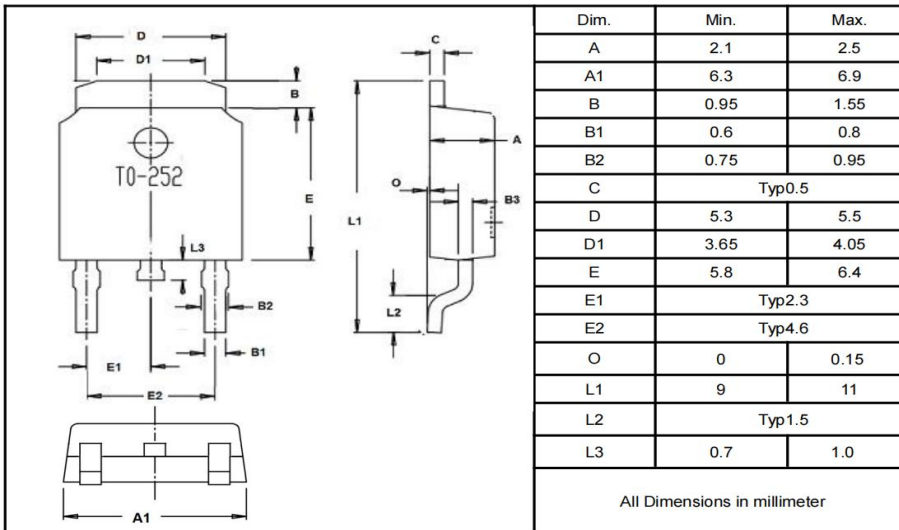 D
D1
B
TO-252
E
L3
B2
B1
E1
E2
A1
C
A
O
B3
L1
L2
Dim. Min. Max.
A 2.1 2.5
A1 6.3 6.9
B 0.95 1.55
B1 0.6 0.8
B2 0.75 0.95
C Typ0.5
D 5.3 5.5
D1 3.65 4.05
E 5.8 6.4
E1 Typ2.3
E2 Typ4.6
O 0 0.15
L1 9 11
L2 Typ1.5
L3 0.7 1.0
All Dimensions in millimeter